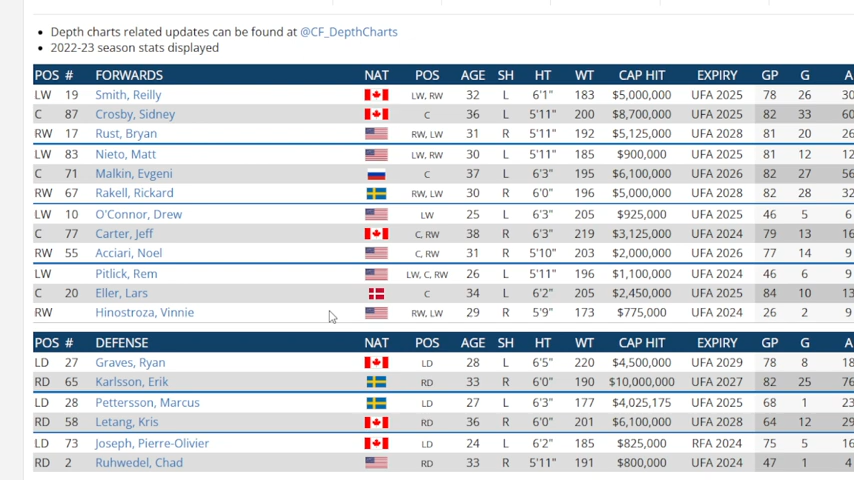 Depth charts related updates can be found at @CF_DepthCharts
2022-23 season stats displayed
POS # FORWARDS NAT POS AGE SH HT WT CAP HIT EXPIRY GP G A
LW 19 Smith, Reilly LW, RW 32 L 6'1" 183 $5,000,000 UFA 2025 78 26 30
C 87 Crosby, Sidney C 36 L 5'11" 200 $8,700,000 UFA 2025 82 33 60
RW 17 Rust, Bryan RW, LW 31 R 5'11" 192 $5,125,000 UFA 2028 81 20 26
LW 83 Nieto, Matt LW, RW 30 L 5'11" 185 $900,000 UFA 2025 81 12 12
C 71 Malkin, Evgeni C 37 L 6'3" 195 $6,100,000 UFA 2026 82 27 56
RW 67 Rakell, Rickard RW, LW 30 R 6'0" 196 $5,000,000 UFA 2028 82 28 32
LW 10 O'Connor, Drew LW 25 L 6'3" 205 $925,000 UFA 2025 46 5 6
C 77 Carter, Jeff C, RW 38 R 6'3" 219 $3,125,000 UFA 2024 79 13 16
RW 55 Acciari, Noel C, RW 31 R 5'10" 203 $2,000,000 UFA 2026 77 14 9
LW Pitlick, Rem LW, C, RW 26 L 5'11" 196 $1,100,000 UFA 2024 46 6 9
C 20 Eller, Lars C 34 L 6'2" 205 $2,450,000 UFA 2025 84 10 13
RW Hinostroza, Vinnie RW, LW 29 R 5'9" 173 $775,000 UFA 2024 26 2 9
POS # DEFENSE NAT POS AGE SH HT WT CAP HIT EXPIRY GP G A
LD 27 Graves, Ryan LD 28 L 6'5" 220 $4,500,000 UFA 2029 78 8 18
RD 65 Karlsson, Erik RD 33 R 6'0" 190 $10,000,000 UFA 2027 82 25 76
LD 28 Pettersson, Marcus LD 27 L 6'3" 177 $4,025,175 UFA 2025 68 1 23
RD 58 Letang, Kris RD 36 R 6'0" 201 $6,100,000 UFA 2028 64 12 29
LD 73 Joseph, Pierre-Olivier LD 24 L 6'2" 185 $825,000 RFA 2024 75 5 16
RD 2 Ruhwedel, Chad RD 33 R 5'11" 191 $800,000 UFA 2024 47 1 4